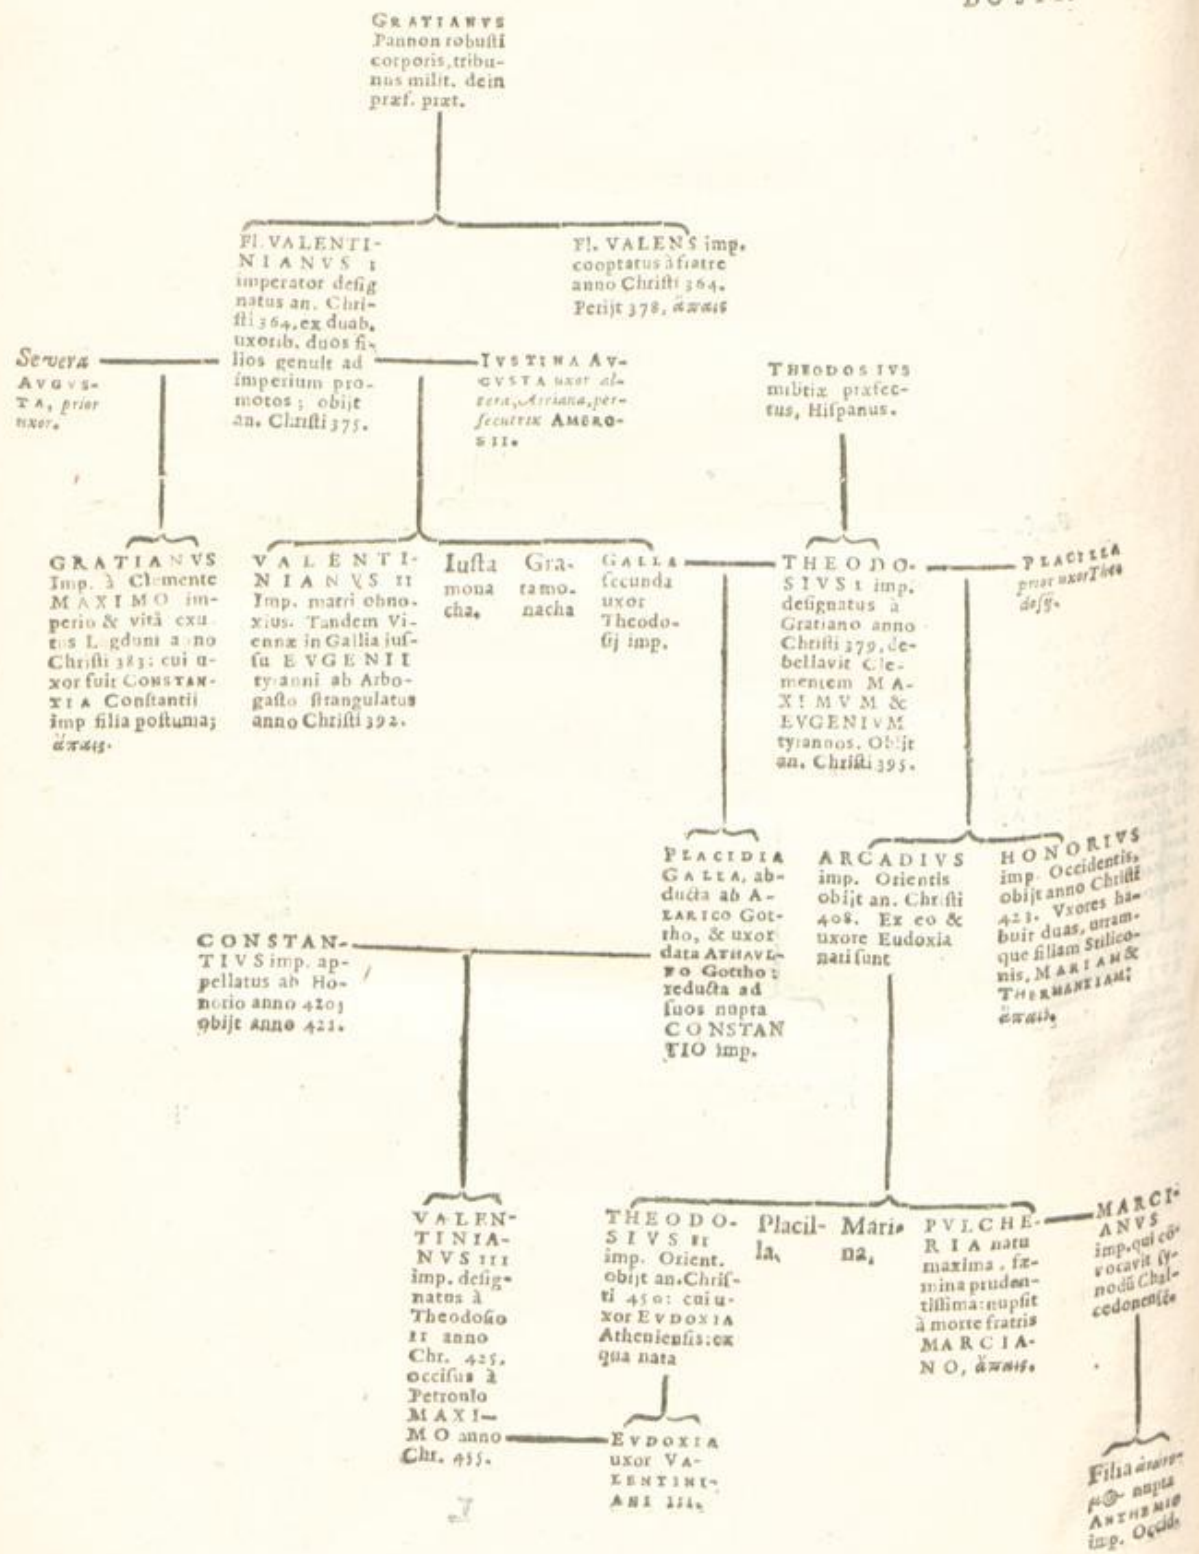 GRATIANVS
Pannon robusti
corporis, tribu-
nus milit. dein
præf. præt.
Fl. VALENTI-
NIANVS I
imperator desig
natus an. Chri-
sti 364, ex duab.
uxorib. duos fi-
lios genuit ad
imperium pro-
motos; obijt
an. Christi 375.
Fl. VALENS imp.
cooptatus à fratre
anno Christi 364.
Perijt 378, ἄπαις
Severa
AVGVS-
TA, prior
uxor.
IVSTINA AV-
GVSTA uxor al-
tera, Arriana, per-
secutrix AMBRO-
SII.
THEODOSIVS
militiæ præfec-
tus, Hispanus.
GRATIANVS
Imp. à Clemente
MAXIMO im-
perio & vitâ exu
tus L gduni a no
Christi 383: cui u-
xor fuit CONSTAN-
TIA Constantii
imp filia postuma;
ἄπαις.
VALENTI-
NIANVS II
Imp. matri obno-
xius. Tandem Vi-
ennæ in Gallia ius-
su EVGENII
tyranni ab Arbo-
gasto strangulatus
anno Christi 392.
Iusta
mona
cha.
Gra-
ta mo-
nacha
GALLA
secunda
uxor
Theodo-
sij imp.
THEODO-
SIVS I imp.
designatus à
Gratiano anno
Christi 379, de-
bellavit Cle-
mentem MA-
XIMVM &
EVGENIVM
tyrannos. Obijt
an. Christi 395.
PLACILLA
prior uxor Theo
dosij.
PLACIDIA
GALLA, ab-
ducta ab A-
LARICO Got-
tho, & uxor
data ATHAVL-
PO Gottho:
reducta ad
suos nupta
CONSTAN
TIO imp.
ARCADIVS
imp. Orientis
obijt an. Christi
408. Ex eo &
uxore Eudoxia
nati sunt
HONORIVS
imp. Occidentis,
obijt anno Christi
423. Vxores ha-
buit duas, utram-
que filiam Stilico-
nis, MARIAM &
THERMANTIAM;
ἄπαις.
CONSTAN-
TIVS imp. ap-
pellatus ab Ho-
norio anno 420;
obijt anno 421.
VALEN-
TINIA-
NVS III
imp. desig-
natus à
Theodosio
II anno
Chr. 425.
occisus à
Petronio
MAXI-
MO anno
Chr. 455.
THEODO-
SIVS II
imp. Orient.
obijt an. Chris-
ti 450: cui u-
xor EVDOXIA
Atheniensis: ex
qua nata
Placil-
la,
Mari-
na,
PVLCHE-
RIA natu
maxima, fæ-
mina pruden-
tissima: nupsit
à morte fratris
MARCIA-
NO, ἄπαις.
MARCI-
ANVS
imp. qui cō-
vocavit sy-
nodū Chal-
cedonensē.
EVDOXIA
uxor VA-
LENTINI-
ANI III.
Filia
nupta
ANTHEMIO
imp. Occid.